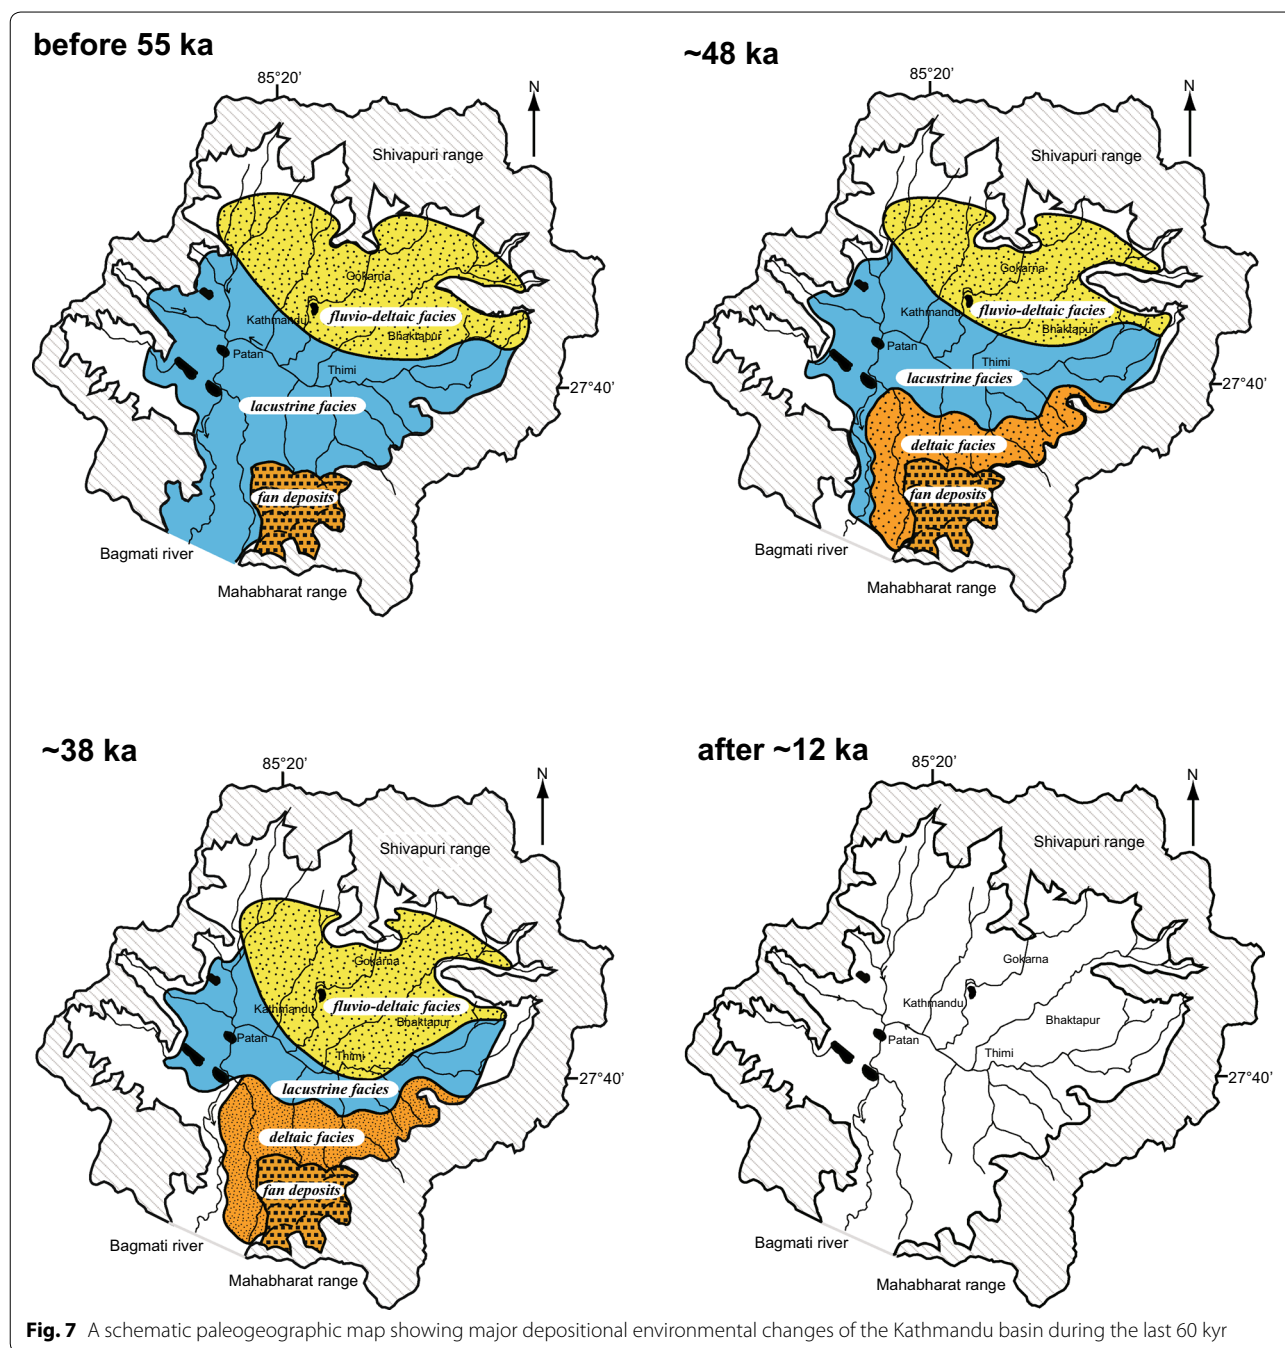 before 55 ka
85°20'
N
Shivapuri range
Gokarna
Kathmandu
fluvio-deltaic facies
Bhaktapur
Patan
Thimi
27°40'
lacustrine facies
fan deposits
Bagmati river
Mahabharat range
~48 ka
85°20'
N
Shivapuri range
Gokarna
Kathmandu
fluvio-deltaic facies
Bhaktapur
Patan
Thimi
lacustrine facies
27°40'
deltaic facies
fan deposits
Bagmati river
Mahabharat range
~38 ka
85°20'
N
Shivapuri range
Gokarna
Kathmandu
fluvio-deltaic facies
Bhaktapur
Patan
Thimi
27°40'
lacustrine facies
deltaic facies
fan deposits
Bagmati river
Mahabharat range
after ~12 ka
85°20'
N
Shivapuri range
Gokarna
Kathmandu
Bhaktapur
Patan
Thimi
27°40'
Bagmati river
Mahabharat range
Fig. 7 A schematic paleogeographic map showing major depositional environmental changes of the Kathmandu basin during the last 60 kyr